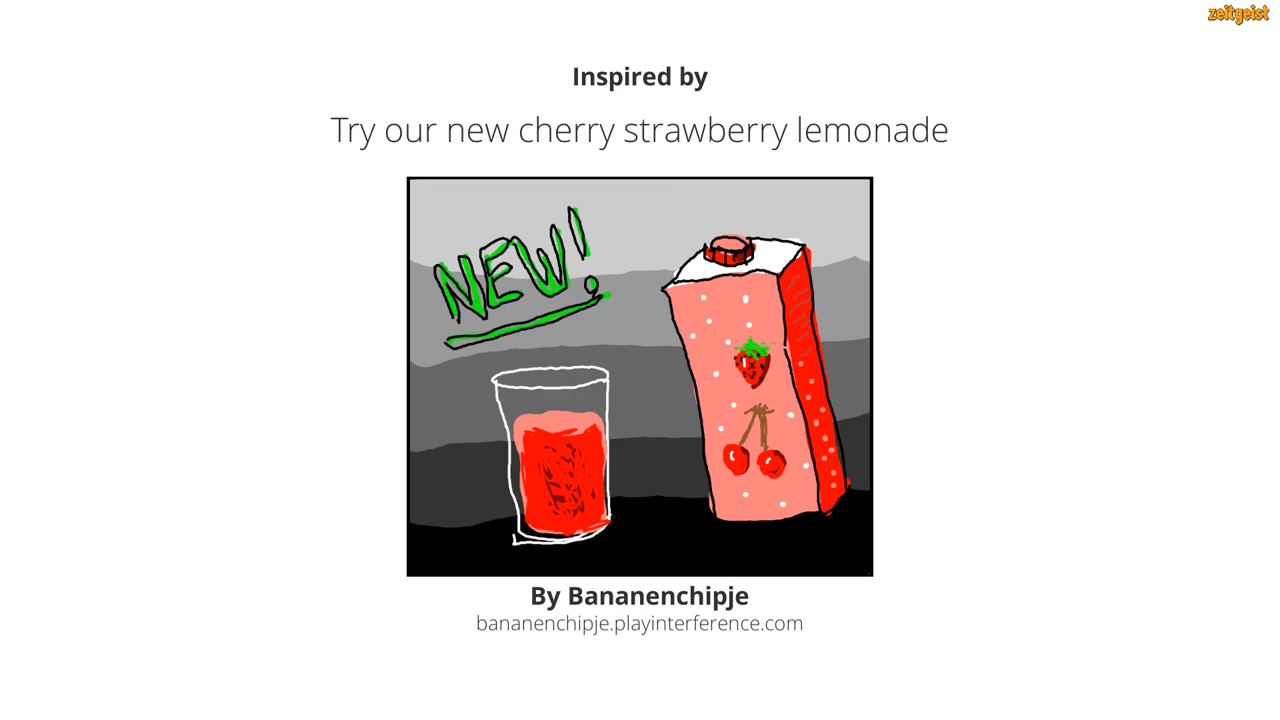 zeitgeist
Inspired by
Try our new cherry strawberry lemonade
NEW!
By Bananenchipje
bananenchipje.playinterference.com